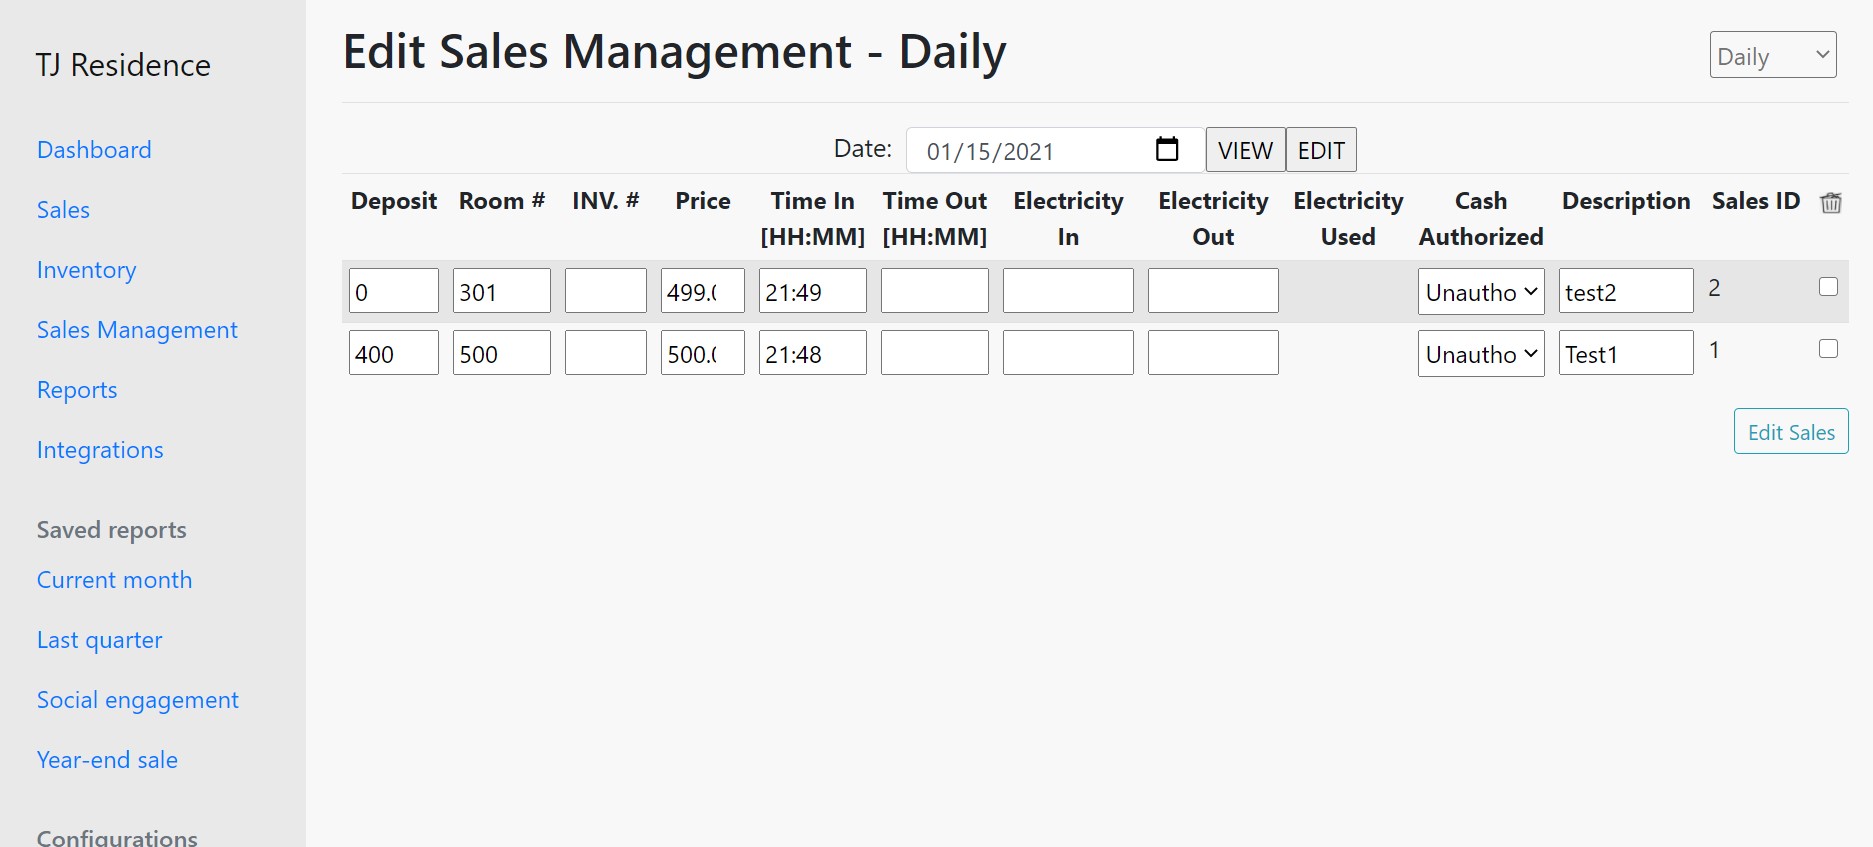 TJ Residence
Dashboard
Sales
Inventory
Sales Management
Reports
Integrations
Saved reports
Current month
Last quarter
Social engagement
Year-end sale
Configurations
Edit Sales Management - Daily
Daily
Date: 01/15/2021 VIEW EDIT
Deposit Room # INV. # Price Time In [HH:MM] Time Out [HH:MM] Electricity In Electricity Out Electricity Used Cash Authorized Description Sales ID
0 301 499.0 21:49 Unautho test2 2
400 500 500.0 21:48 Unautho Test1 1
Edit Sales